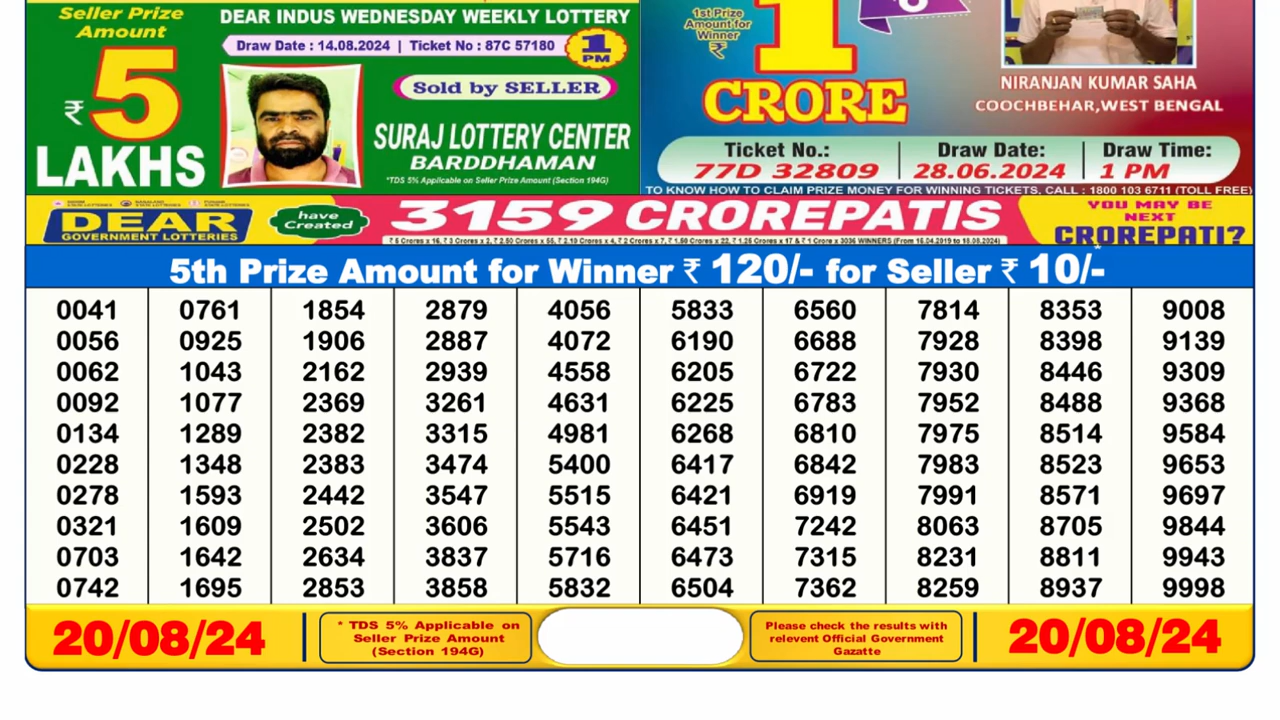 Seller Prize
Amount
₹ 5
LAKHS
DEAR INDUS WEDNESDAY WEEKLY LOTTERY
Draw Date : 14.08.2024 | Ticket No : 87C 57180
1
PM
Sold by SELLER
SURAJ LOTTERY CENTER
BARDDHAMAN
*TDS 5% Applicable on Seller Prize Amount (Section 194G)
1st Prize
Amount for
Winner
₹
1
CRORE
NIRANJAN KUMAR SAHA
COOCHBEHAR,WEST BENGAL
Ticket No.: Draw Date: Draw Time:
77D 32809 28.06.2024 1 PM
TO KNOW HOW TO CLAIM PRIZE MONEY FOR WINNING TICKETS, CALL : 1800 103 6711 (TOLL FREE)
DEAR
GOVERNMENT LOTTERIES
have
Created
3159 CROREPATIS
YOU MAY BE
NEXT
CROREPATI?
5th Prize Amount for Winner ₹ 120/- for Seller ₹ 10/-*
0041 0761 1854 2879 4056 5833 6560 7814 8353 9008
0056 0925 1906 2887 4072 6190 6688 7928 8398 9139
0062 1043 2162 2939 4558 6205 6722 7930 8446 9309
0092 1077 2369 3261 4631 6225 6783 7952 8488 9368
0134 1289 2382 3315 4981 6268 6810 7975 8514 9584
0228 1348 2383 3474 5400 6417 6842 7983 8523 9653
0278 1593 2442 3547 5515 6421 6919 7991 8571 9697
0321 1609 2502 3606 5543 6451 7242 8063 8705 9844
0703 1642 2634 3837 5716 6473 7315 8231 8811 9943
0742 1695 2853 3858 5832 6504 7362 8259 8937 9998
20/08/24
* TDS 5% Applicable on
Seller Prize Amount
(Section 194G)
Please check the results with
relevent Official Government
Gazatte
20/08/24